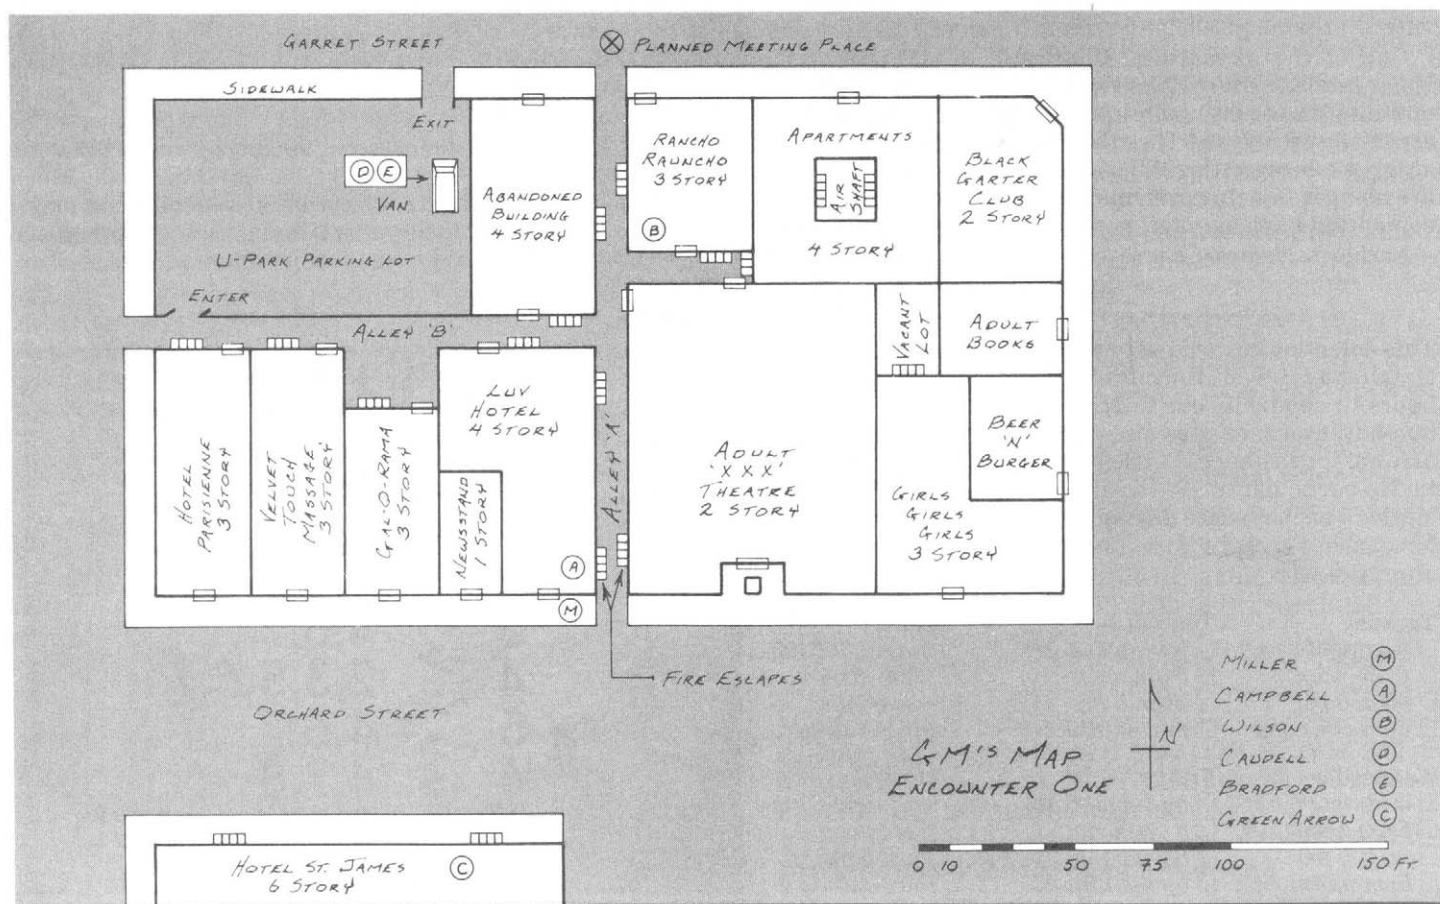 GARRET STREET
PLANNED MEETING PLACE
SIDEWALK
EXIT
D E
VAN
ABANDONED
BUILDING
4 STORY
U-PARK PARKING LOT
ENTER
RANCHO
RAUNCHO
3 STORY
B
APARTMENTS
AIR
SHAFT
4 STORY
BLACK
GARTER
CLUB
2 STORY
ALLEY 'B'
VACANT
LOT
ADULT
BOOKS
HOTEL
PARISIENNE
3 STORY
VELVET
TOUCH
MASSAGE
3 STORY
GAL-O-RAMA
3 STORY
LUV
HOTEL
4 STORY
NEWSSTAND
1 STORY
A
M
ALLEY 'A'
ADULT
'XXX'
THEATRE
2 STORY
BEER
'N'
BURGER
GIRLS
GIRLS
GIRLS
3 STORY
FIRE ESCAPES
ORCHARD STREET
HOTEL ST. JAMES
6 STORY
C
GM'S MAP
ENCOUNTER ONE
N
MILLER M
CAMPBELL A
WILSON B
CAUDELL D
BRADFORD E
GREEN ARROW C
0 10 50 75 100 150 FT